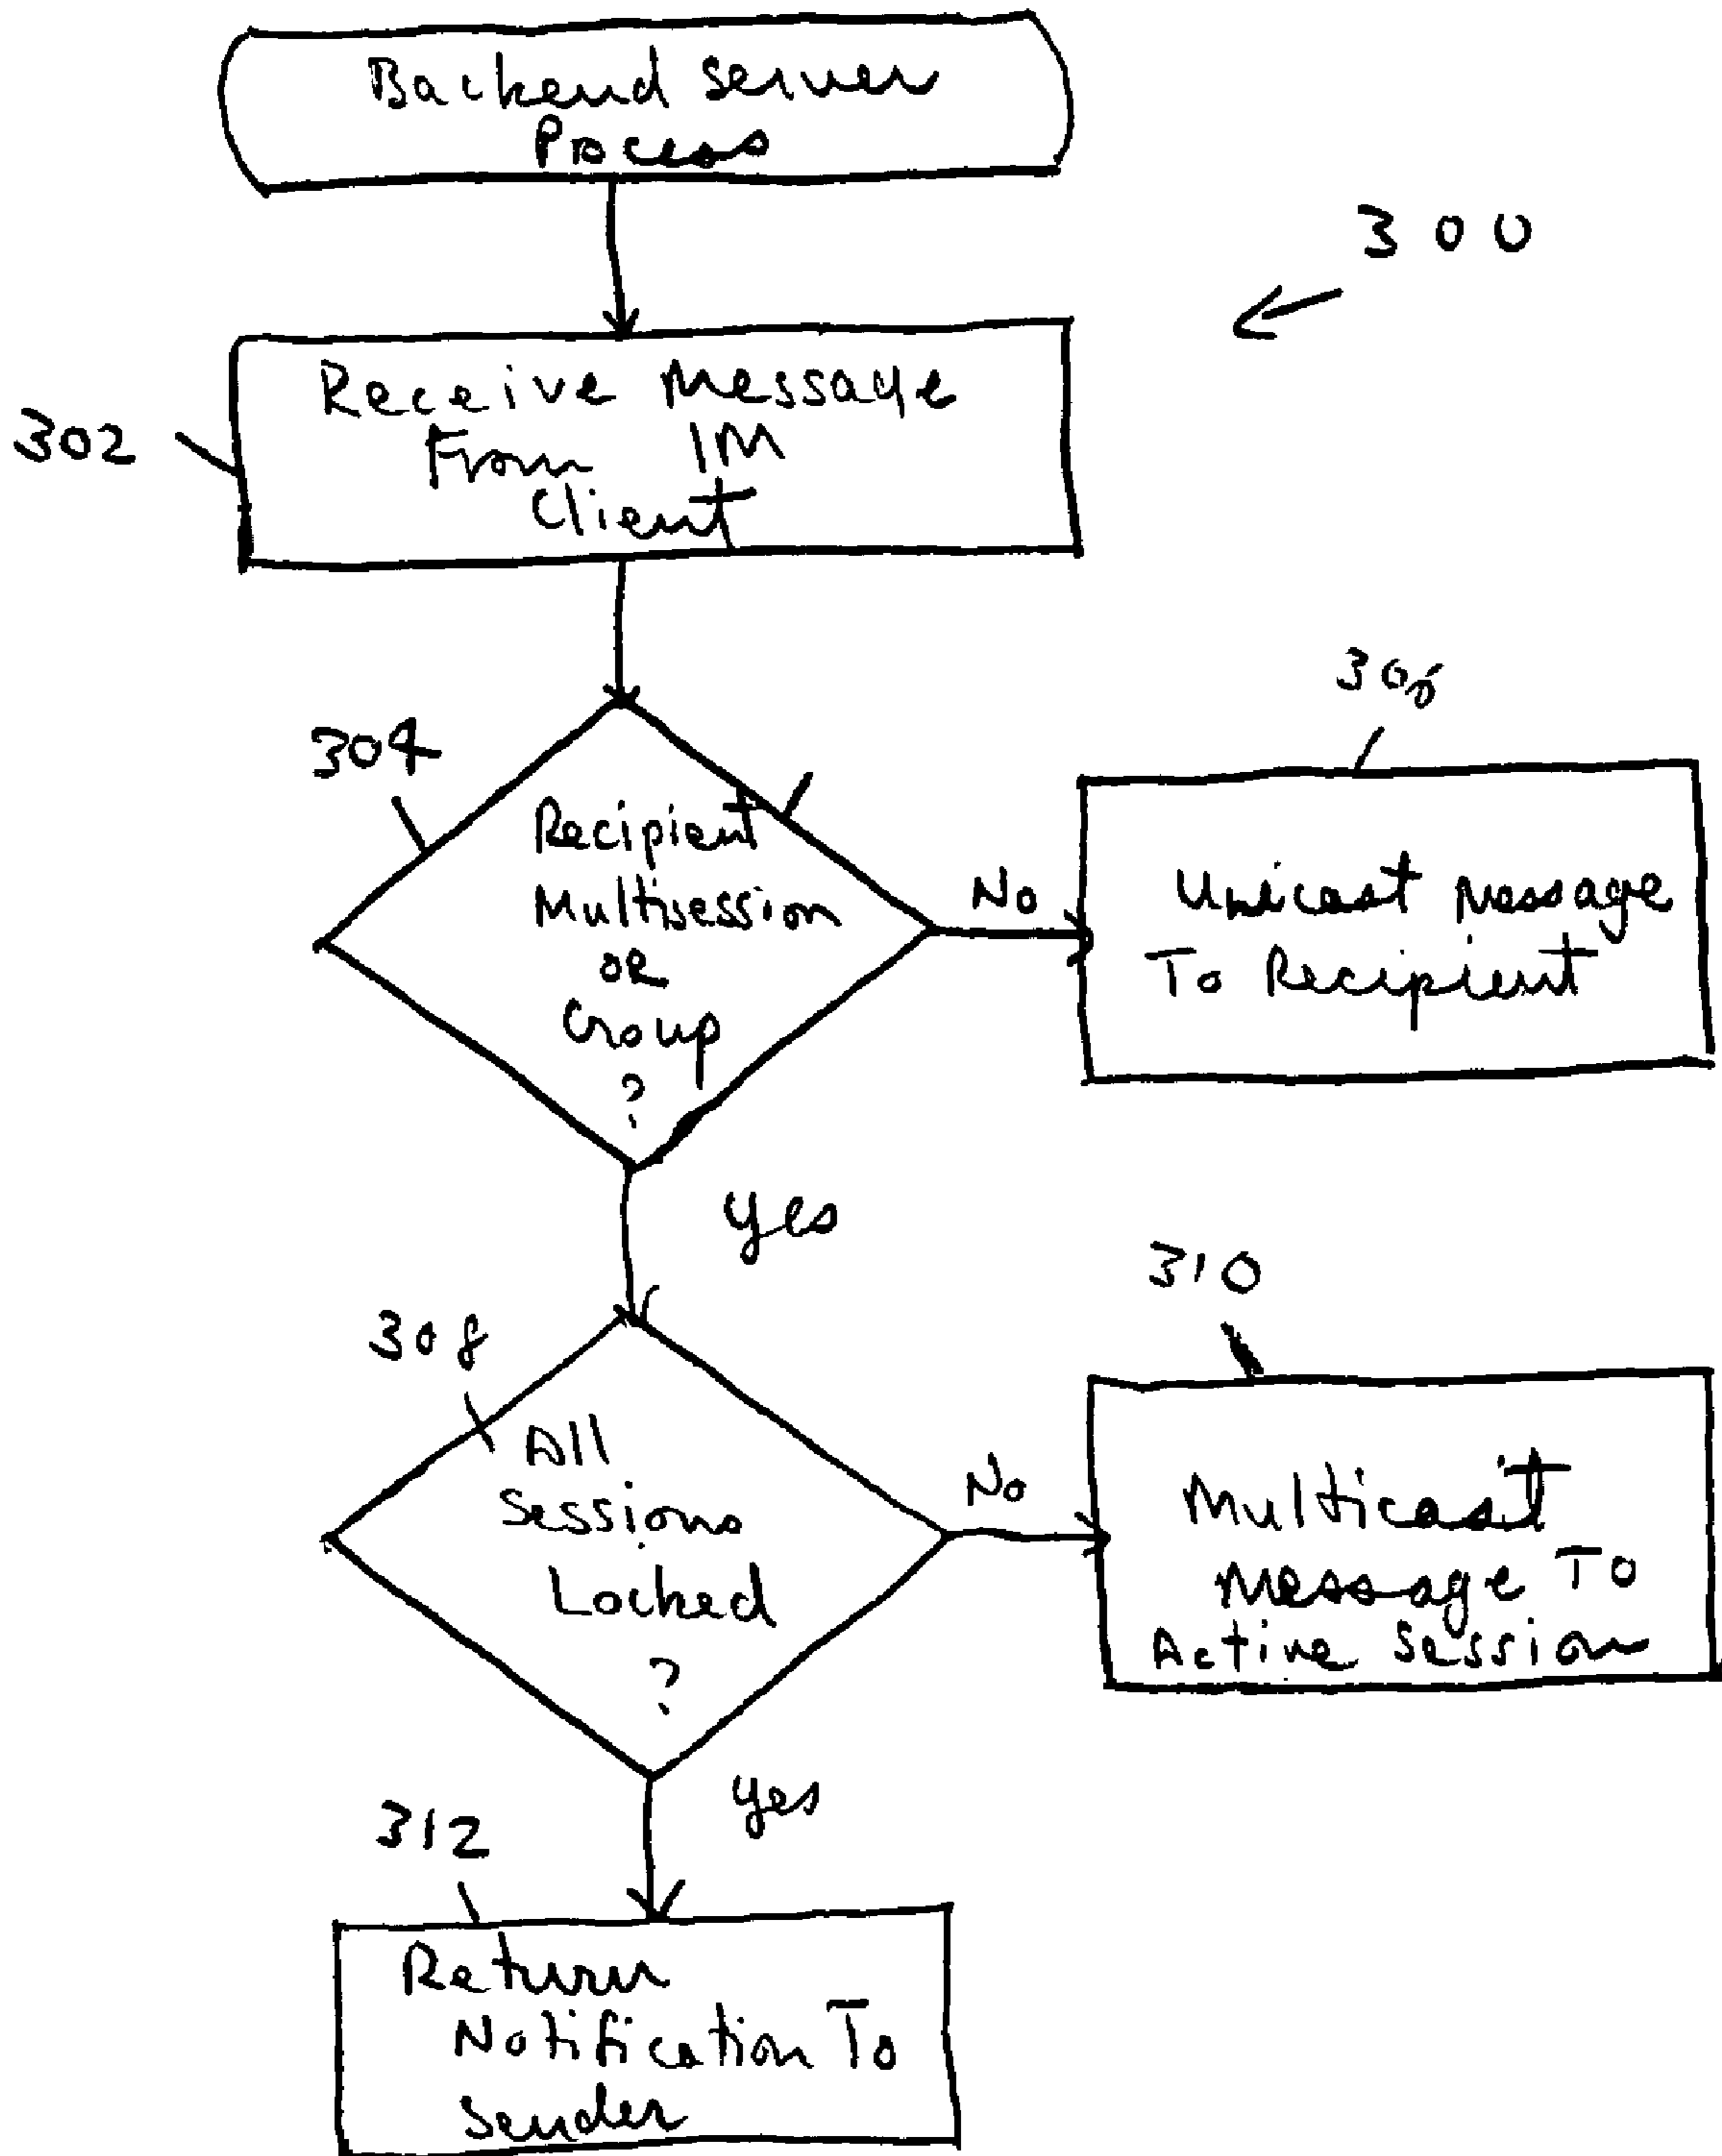 Backend Server
Process
300
302
Receive Message
From IM
Client
304
Recipient
Multisession
OR
Group
?
No
306
Unicast Message
To Recipient
yes
308
All
Sessions
Locked
?
No
310
Multicast
Message To
Active Session
yes
312
Return
Notification To
Sender